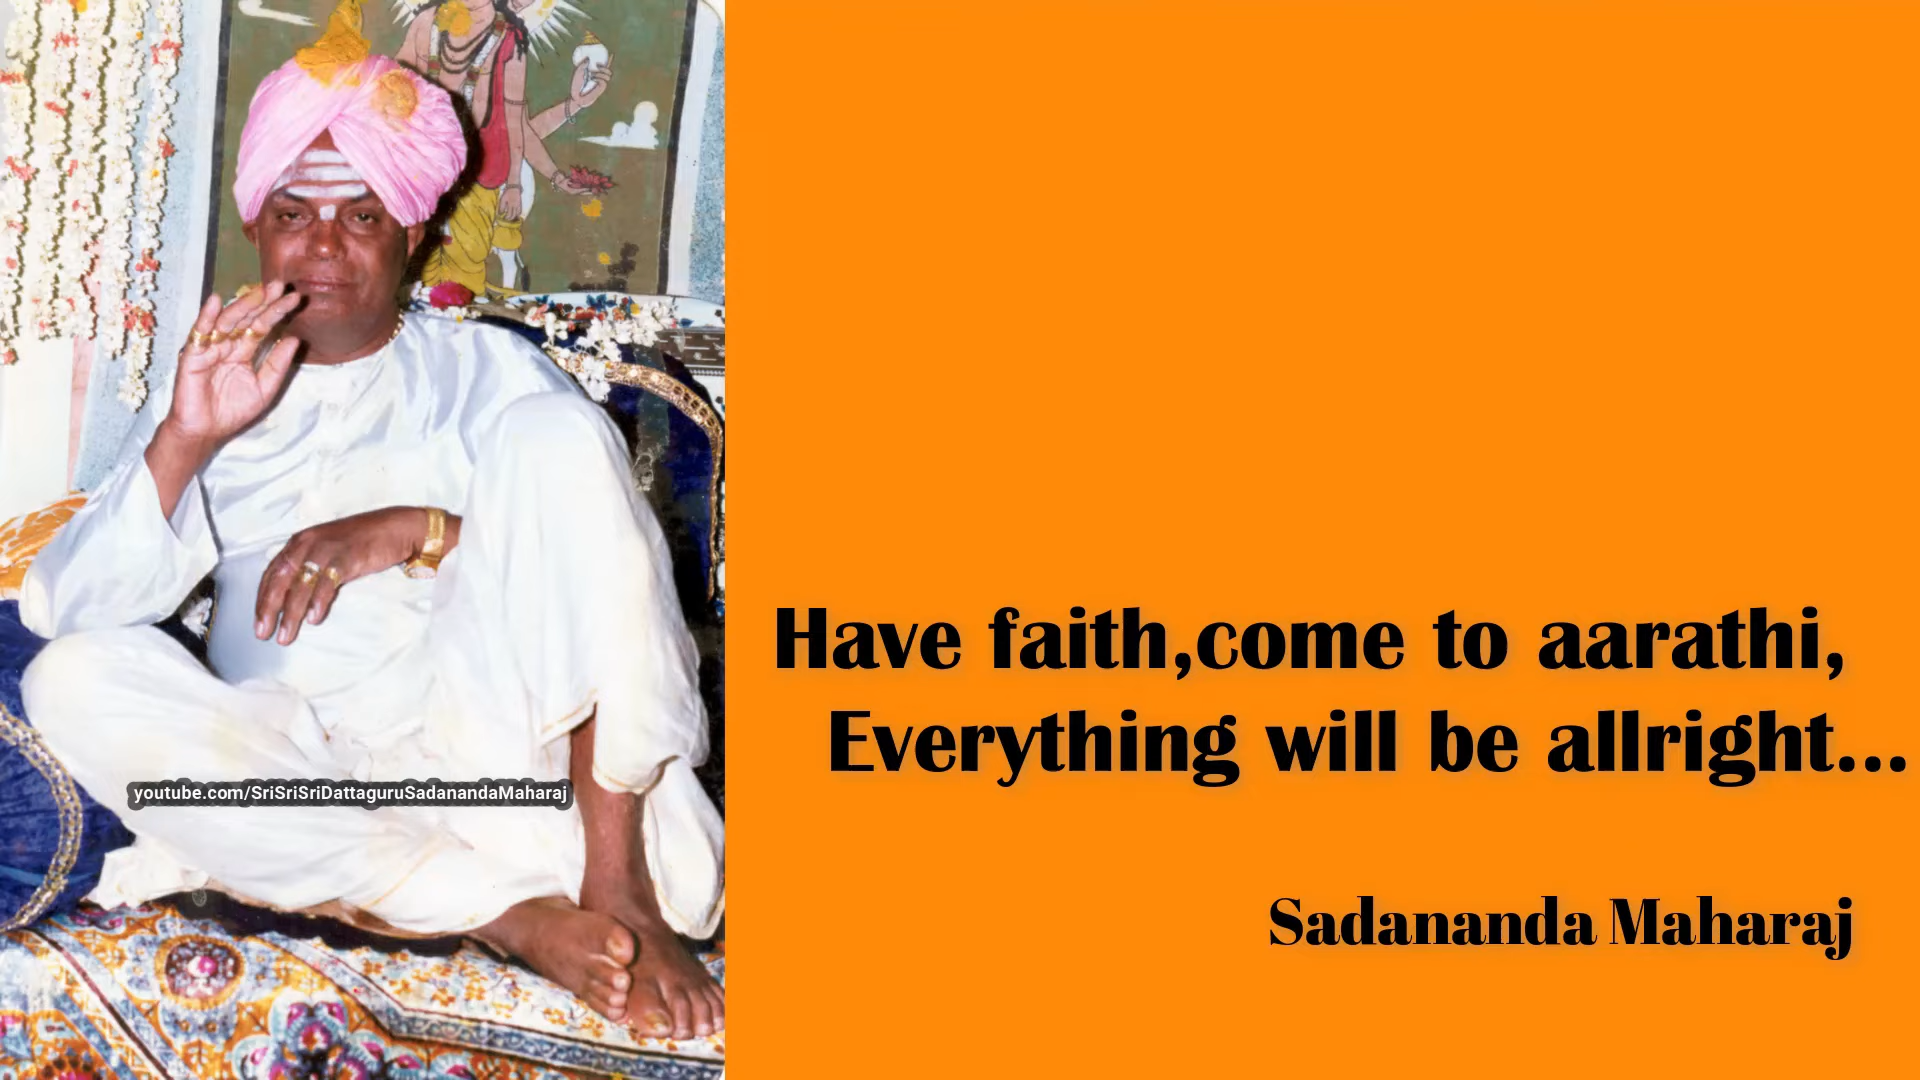 Have faith,come to aarathi,
Everything will be allright...
youtube.com/SriSriSriDattaguruSadanandaMaharaj
Sadananda Maharaj